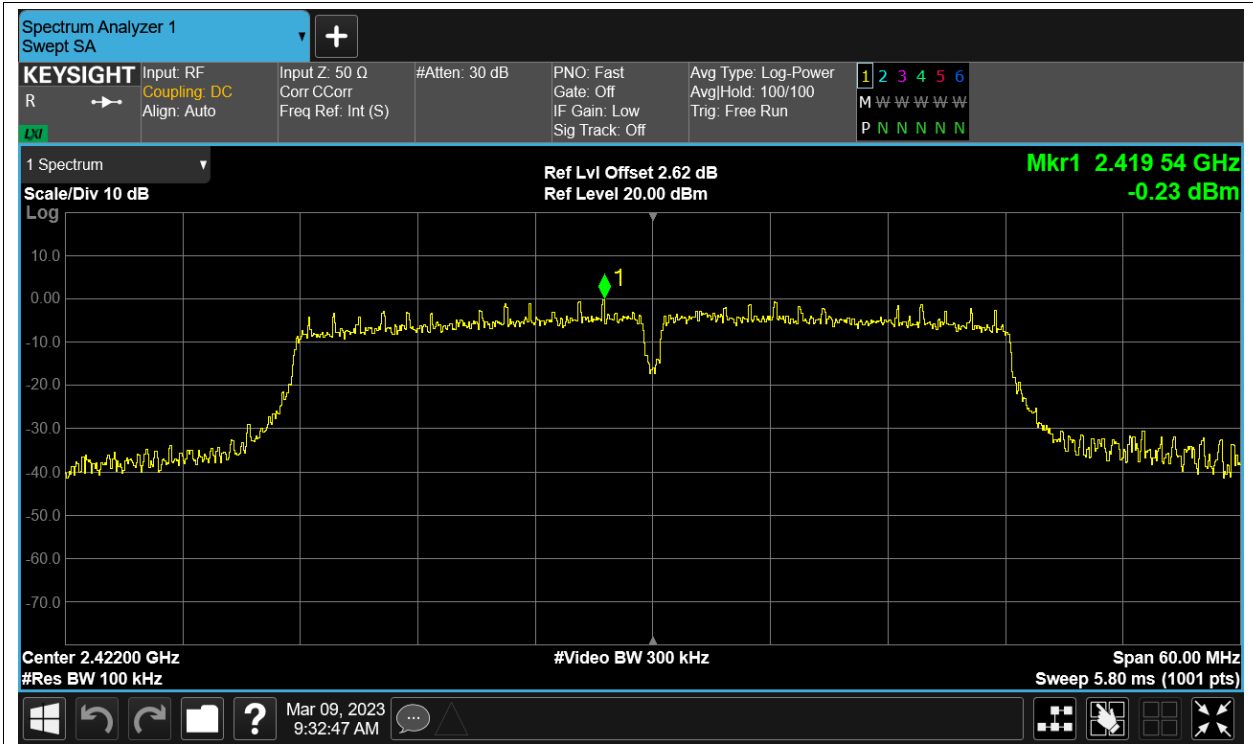 Spectrum Analyzer 1
Swept SA
+
KEYSIGHT
R
LXI
Input: RF
Coupling: DC
Align: Auto
Input Z: 50 Ω
Corr CCorr
Freq Ref: Int (S)
#Atten: 30 dB
PNO: Fast
Gate: Off
IF Gain: Low
Sig Track: Off
Avg Type: Log-Power
Avg|Hold: 100/100
Trig: Free Run
1 2 3 4 5 6
M W W W W W
P N N N N N
1 Spectrum
Scale/Div 10 dB
Log
Ref Lvl Offset 2.62 dB
Ref Level 20.00 dBm
Mkr1 2.419 54 GHz
-0.23 dBm
10.0
0.00
-10.0
-20.0
-30.0
-40.0
-50.0
-60.0
-70.0
1
Center 2.42200 GHz
#Res BW 100 kHz
#Video BW 300 kHz
Span 60.00 MHz
Sweep 5.80 ms (1001 pts)
?
Mar 09, 2023
9:32:47 AM